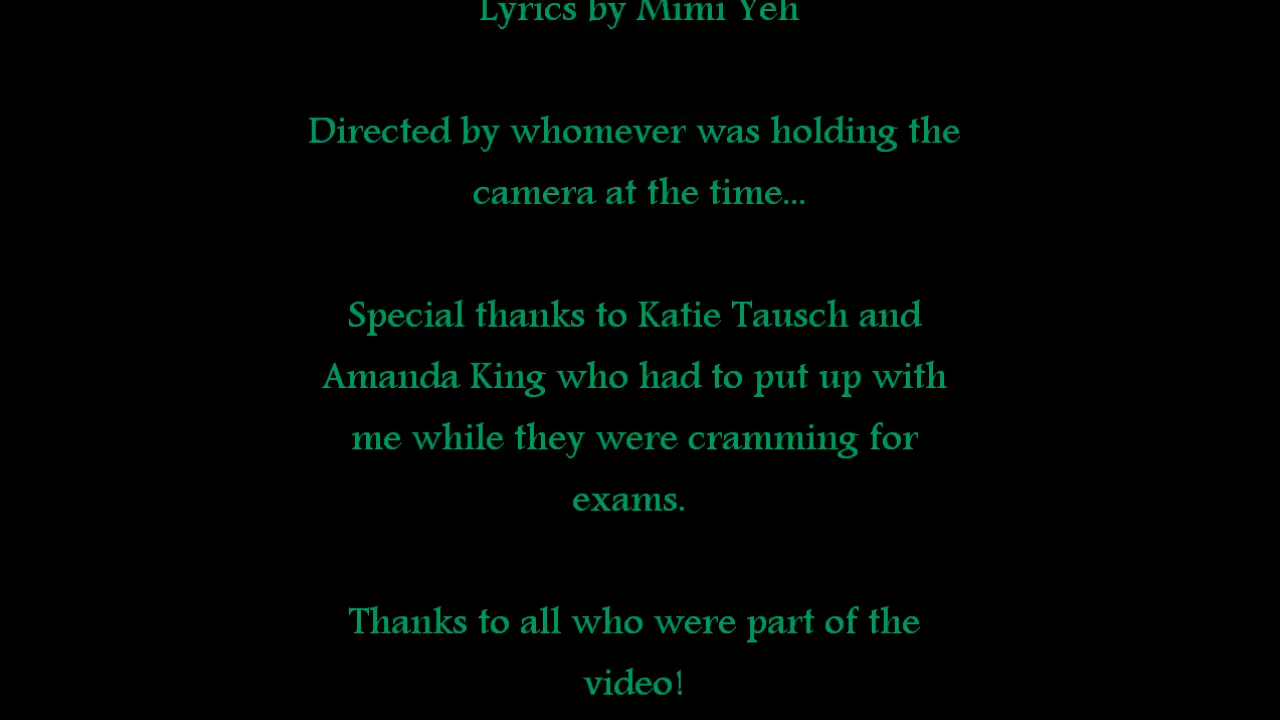 Lyrics by Mimi Yeh
Directed by whomever was holding the
camera at the time...
Special thanks to Katie Tausch and
Amanda King who had to put up with
me while they were cramming for
exams.
Thanks to all who were part of the
video!